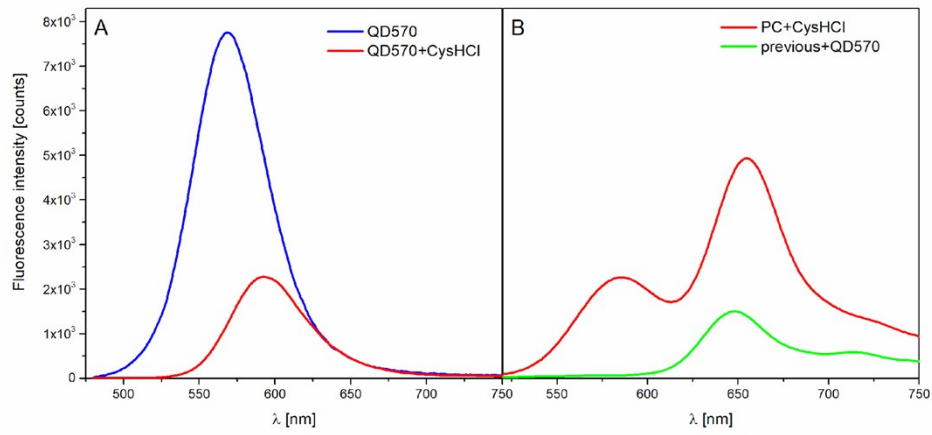 A
QD570
QD570+CysHCl
B
PC+CysHCl
previous+QD570
Fluorescence intensity [counts]
8x10³
7x10³
6x10³
5x10³
4x10³
3x10³
2x10³
1x10³
0
500
550
600
650
700
750
550
600
650
700
750
λ [nm]
λ [nm]